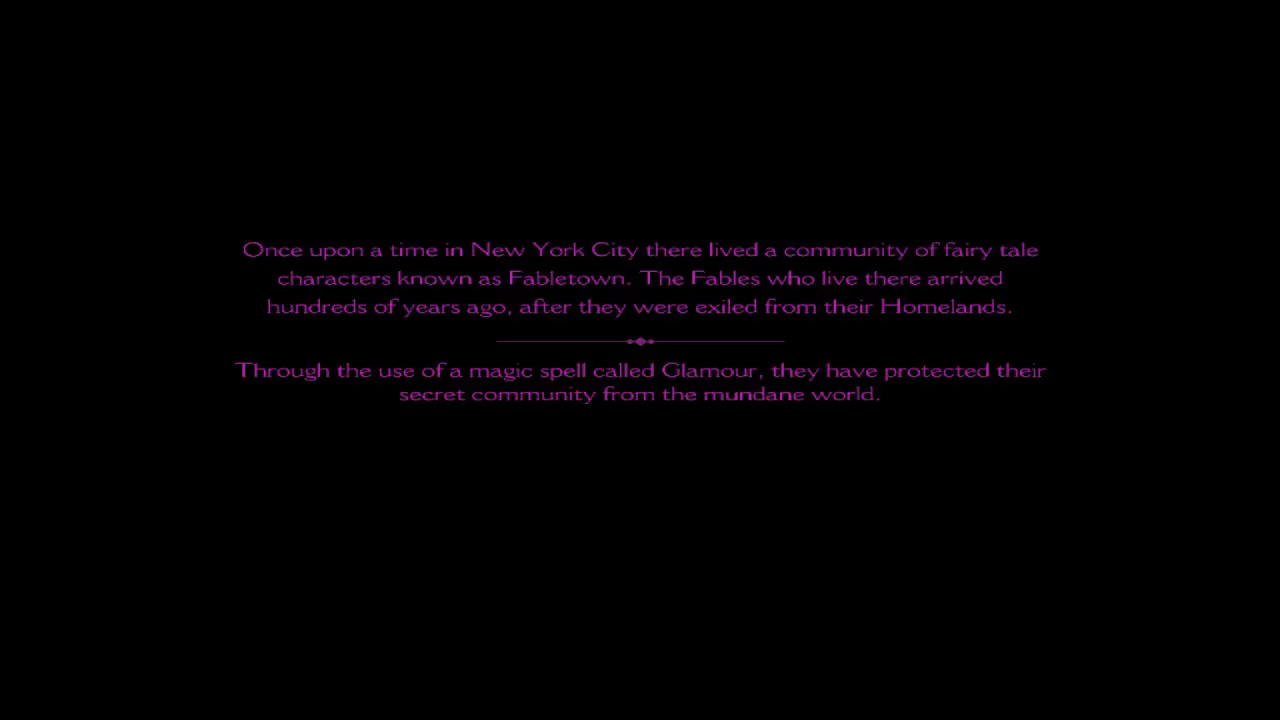 Once upon a time in New York City there lived a community of fairy tale
characters known as Fabletown. The Fables who live there arrived
hundreds of years ago, after they were exiled from their Homelands.
Through the use of a magic spell called Glamour, they have protected their
secret community from the mundane world.